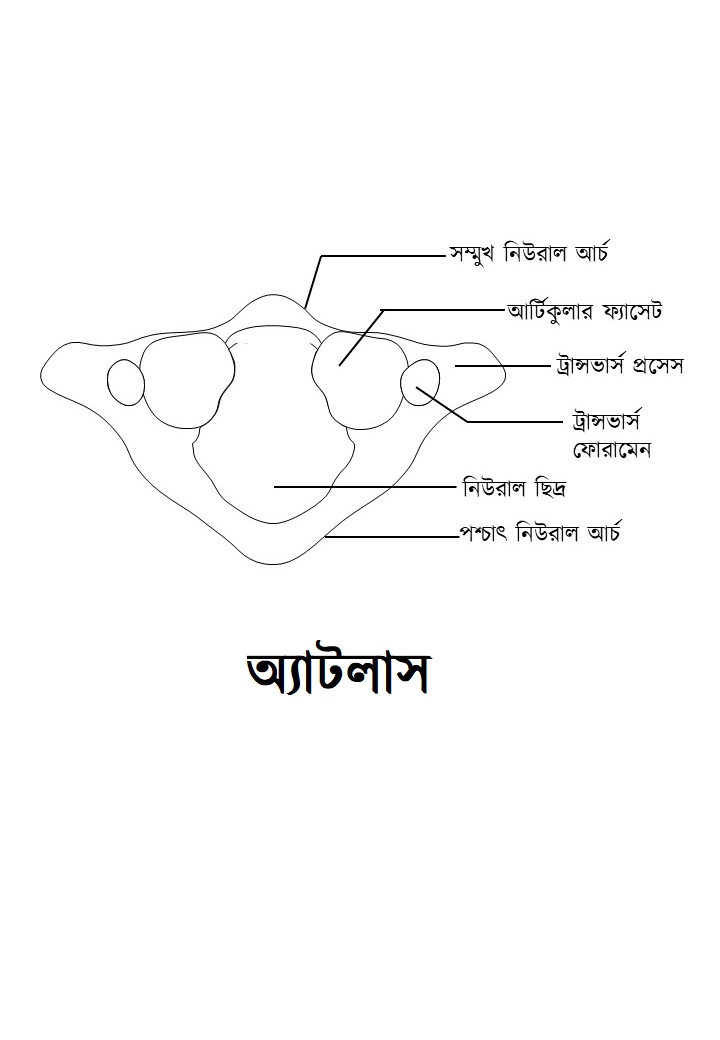 সম্মুখ নিউরাল আর্চ
আর্টিকুলার ফ্যাসেট
ট্রান্সভার্স প্রসেস
ট্রান্সভার্স
ফোরামেন
নিউরাল ছিদ্র
পশ্চাৎ নিউরাল আর্চ
অ্যাটলাস